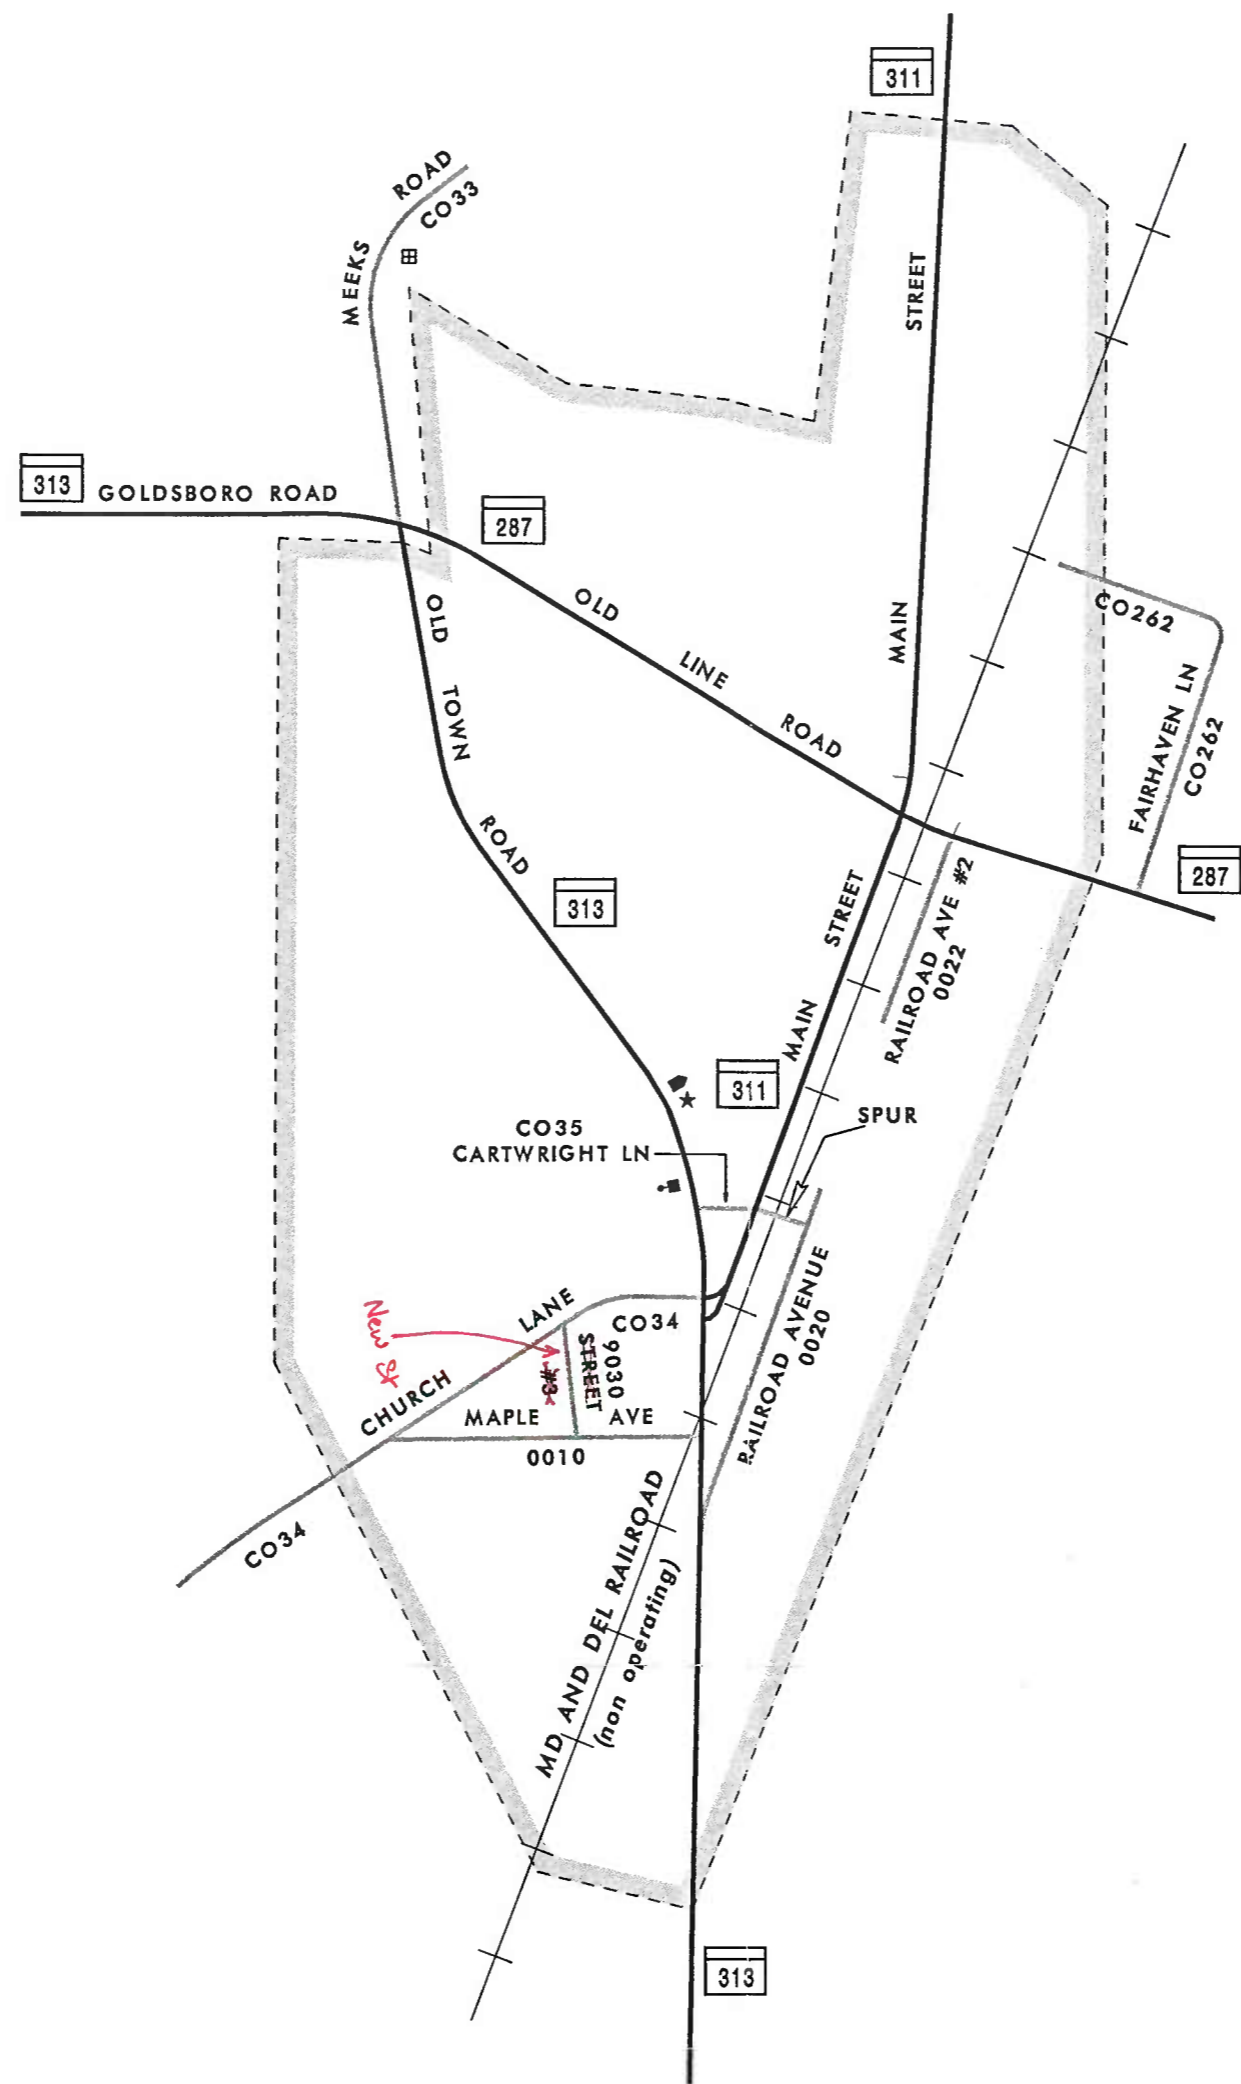 311
ROAD
CO33
MEEKS
STREET
313
GOLDSBORO ROAD
287
OLD
TOWN
ROAD
OLD
LINE
ROAD
MAIN
CO262
FAIRHAVEN LN
CO262
287
313
STREET
MAIN
RAILROAD AVE #2
0022
311
SPUR
CO35
CARTWRIGHT LN
New St
CHURCH
LANE
CO34
STREET
#3
9030
MAPLE
AVE
0010
CO34
RAILROAD AVENUE
0020
MD AND DEL RAILROAD
(non operating)
313